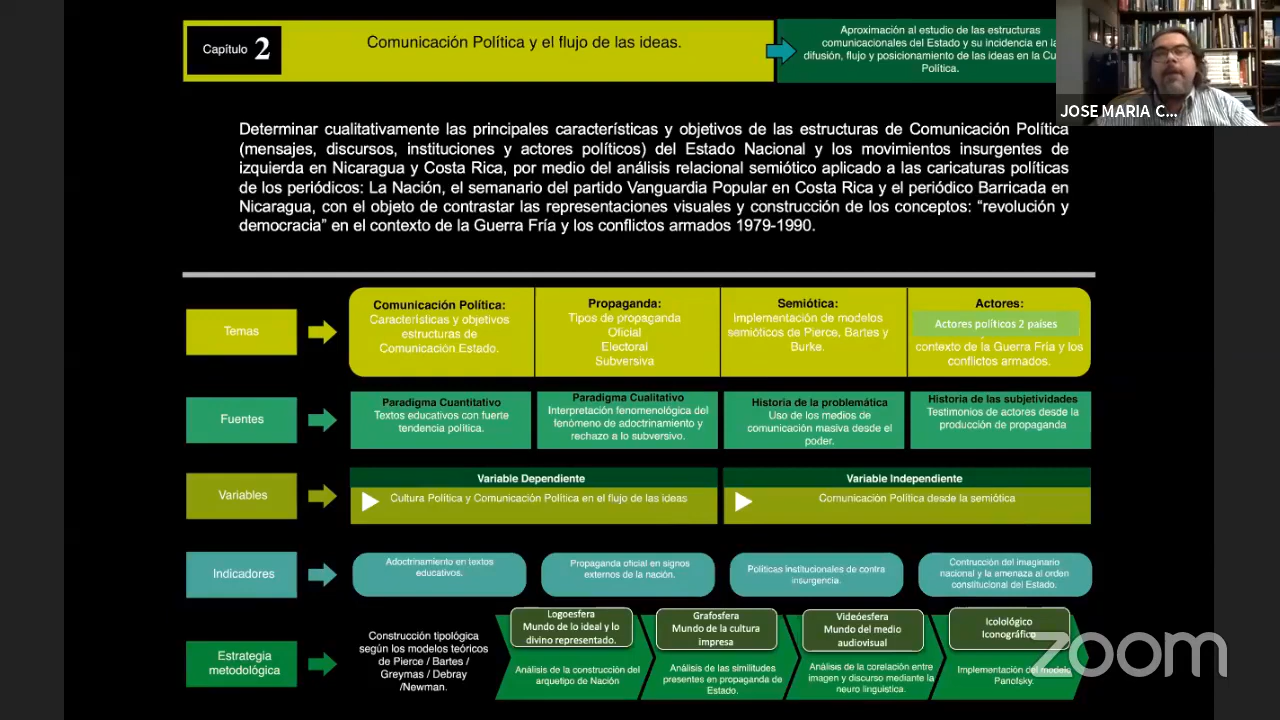 Capítulo 2
Comunicación Política y el flujo de las ideas.
Aproximación al estudio de las estructuras
comunicacionales del Estado y su incidencia en la
difusión, flujo y posicionamiento de las ideas en la
Política.
JOSE MARIA C...
Determinar cualitativamente las principales características y objetivos de las estructuras de Comunicación Política
(mensajes, discursos, instituciones y actores políticos) del Estado Nacional y los movimientos insurgentes de
izquierda en Nicaragua y Costa Rica, por medio del análisis relacional semiótico aplicado a las caricaturas políticas
de los periódicos: La Nación, el semanario del partido Vanguardia Popular en Costa Rica y el periódico Barricada en
Nicaragua, con el objeto de contrastar las representaciones visuales y construcción de los conceptos: “revolución y
democracia” en el contexto de la Guerra Fría y los conflictos armados 1979-1990.
Temas
Comunicación Política:
Características y objetivos
estructuras de
Comunicación Estado.
Propaganda:
Tipos de propaganda
Oficial
Electoral
Subversiva
Semiótica:
Implementación de modelos
semióticos de Pierce, Bartes y
Burke.
Actores:
Actores políticos 2 países
contexto de la Guerra Fría y los
conflictos armados.
Fuentes
Paradigma Cuantitativo
Textos educativos con fuerte
tendencia política.
Paradigma Cualitativo
Interpretación fenomenológica del
fenómeno de adoctrinamiento y
rechazo a lo subversivo.
Historia de la problemática
Uso de los medios de
comunicación masiva desde el
poder.
Historia de las subjetividades
Testimonios de actores desde la
producción de propaganda
Variables
Variable Dependiente
Cultura Política y Comunicación Política en el flujo de las ideas
Variable Independiente
Comunicación Política desde la semiótica
Indicadores
Adoctrinamiento en textos
educativos.
Propaganda oficial en signos
externos de la nación.
Políticas institucionales de contra
insurgencia.
Contrucción del imaginario
nacional y la amenaza al orden
constitucional del Estado.
Estrategia
metodológica
Construcción tipológica
según los modelos teóricos
de Pierce / Bartes /
Greymas / Debray
/Newman.
Logoesfera
Mundo de lo ideal y lo
divino representado.
Análisis de la construcción del
arquetipo de Nación
Grafosfera
Mundo de la cultura
impresa
Análisis de las similitudes
presentes en propaganda de
Estado.
Videóesfera
Mundo del medio
audiovisual
Análisis de la corelación entre
imagen y discurso mediante la
neuro linguistica.
Icolológico
Iconográfico
Implementación del modelo
Panofsky.
zoom